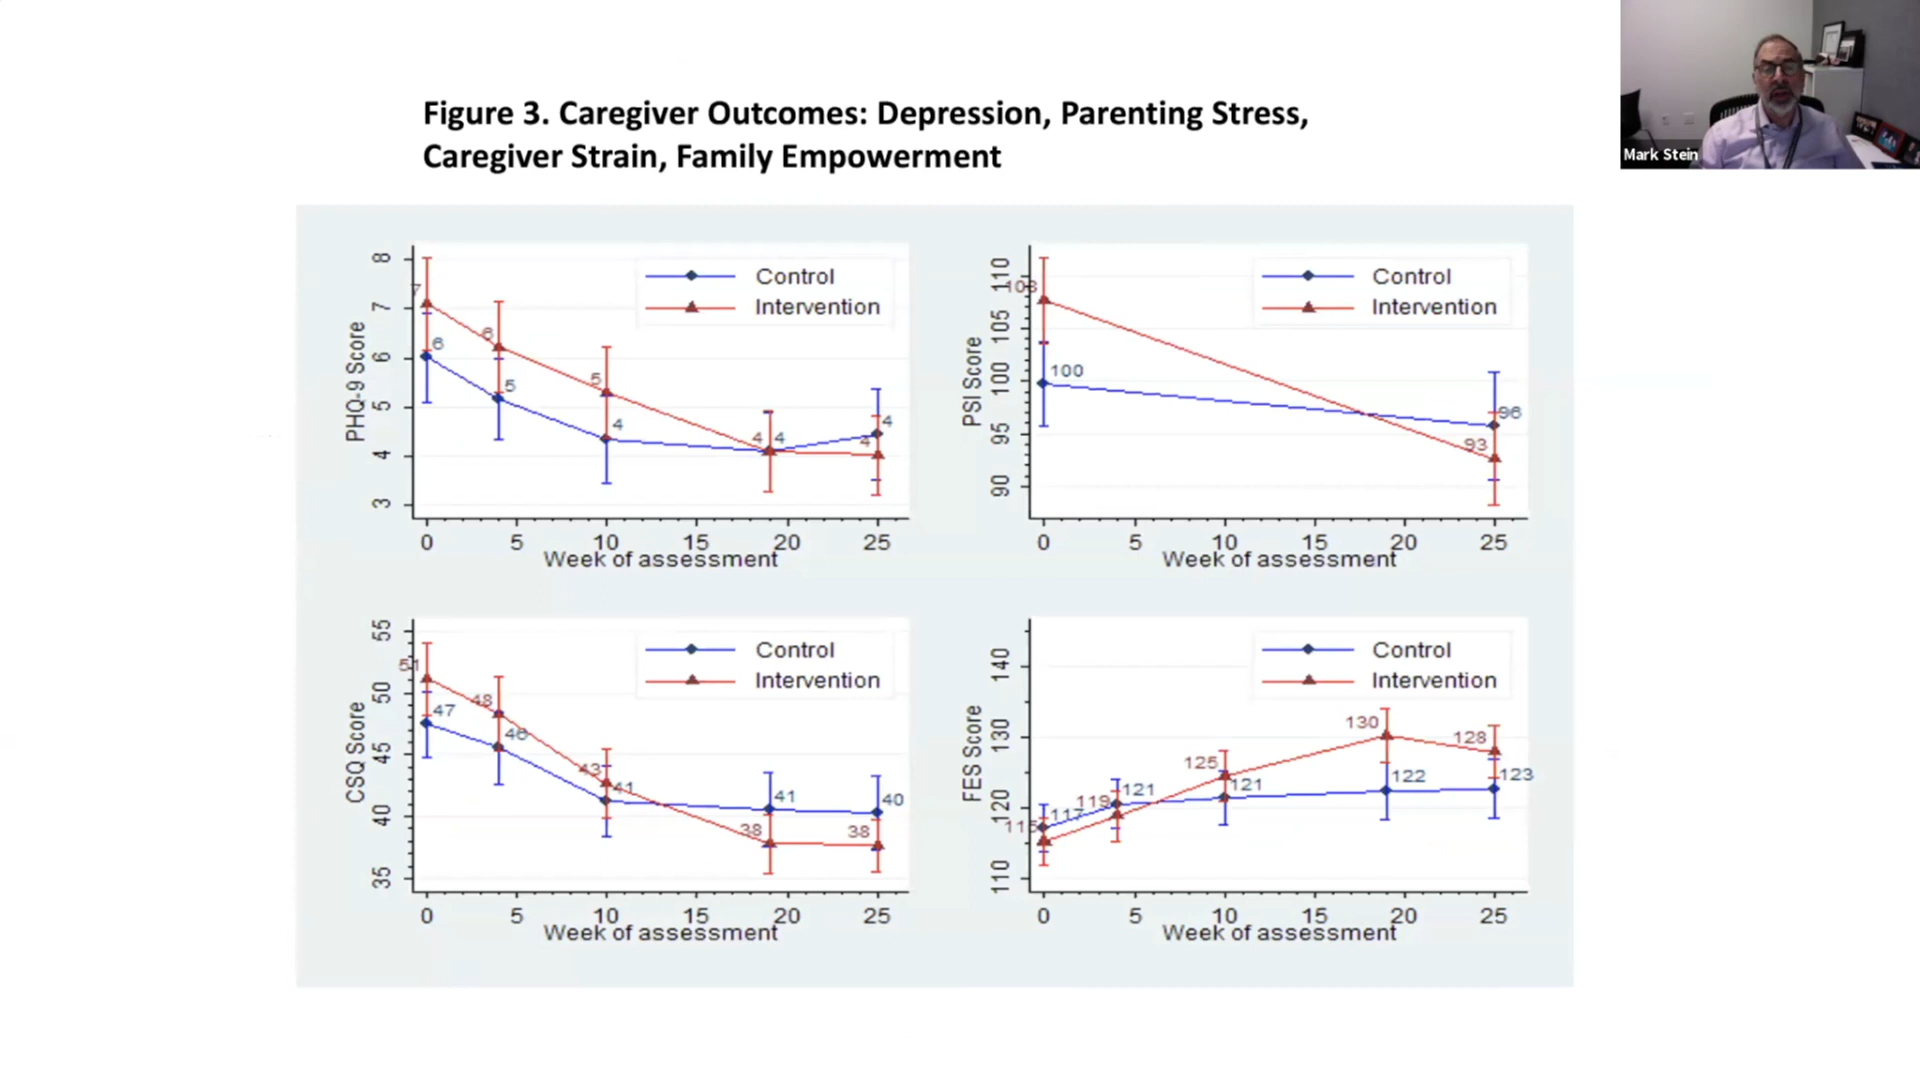 Mark Stein
Figure 3. Caregiver Outcomes: Depression, Parenting Stress,
Caregiver Strain, Family Empowerment
PHQ-9 Score
8
7
6
5
4
3
Control
Intervention
7
6
6
5
5
4
4
4
4
4
0 5 10 15 20 25
Week of assessment
PSI Score
110
105
100
95
90
Control
Intervention
100
96
93
0 5 10 15 20 25
Week of assessment
CSQ Score
55
50
45
40
35
Control
Intervention
51
47
48
46
43
41
38
41
38
40
0 5 10 15 20 25
Week of assessment
FES Score
140
130
120
110
Control
Intervention
115
117
119
121
125
121
130
122
128
123
0 5 10 15 20 25
Week of assessment